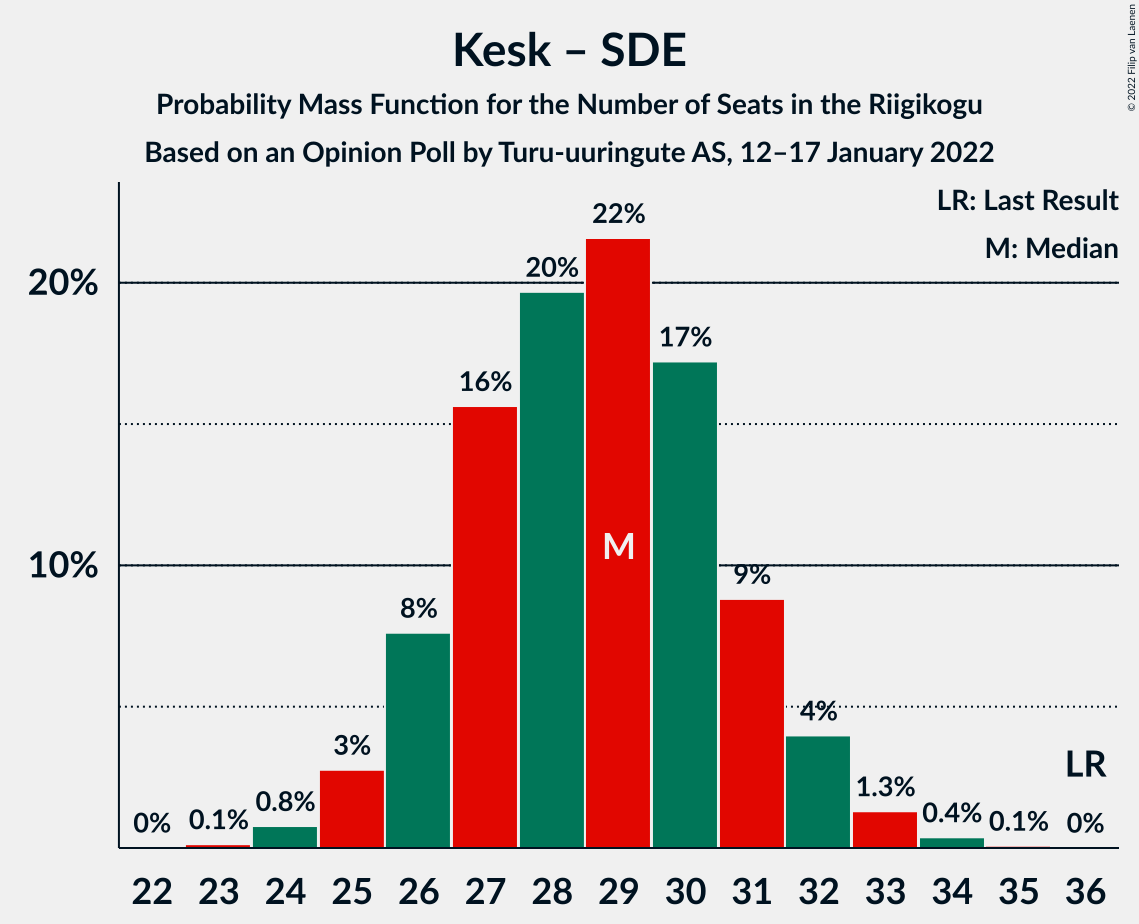 Kesk – SDE
Probability Mass Function for the Number of Seats in the Riigikogu
Based on an Opinion Poll by Turu-uuringute AS, 12–17 January 2022
© 2022 Filip van Laenen
LR: Last Result
M: Median
20%
10%
0%
0.1%
0.8%
3%
8%
16%
20%
22%
17%
9%
4%
1.3%
0.4%
0.1%
0%
M
LR
22 23 24 25 26 27 28 29 30 31 32 33 34 35 36